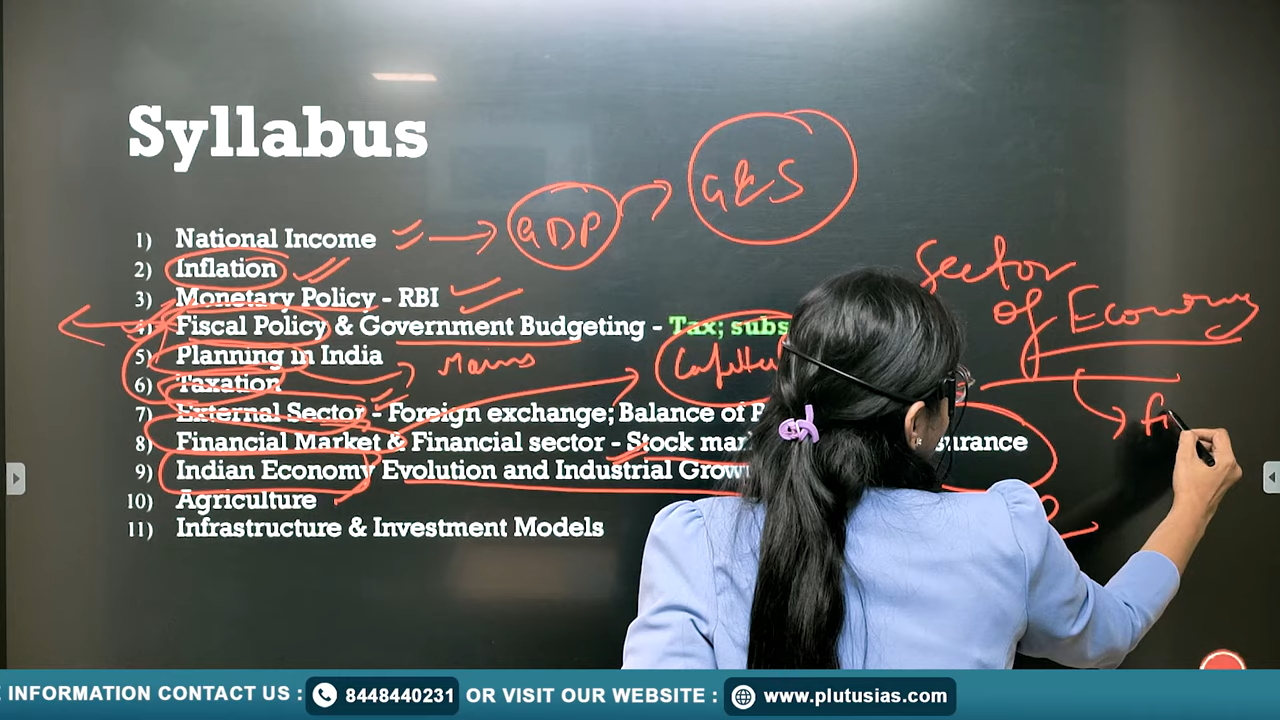 Syllabus
G&S
1) National Income
GDP
2) Inflation
Sector
3) Monetary Policy - RBI
of Economy
4) Fiscal Policy & Government Budgeting - Tax; subs
5) Planning in India
Mains
6) Taxation
7) External Sector - Foreign exchange; Balance of
8) Financial Market & Financial sector - Stock
9) Indian Economy Evolution and Industrial
10) Agriculture
11) Infrastructure & Investment Models
INFORMATION CONTACT US : 8448440231 OR VISIT OUR WEBSITE : www.plutusias.com